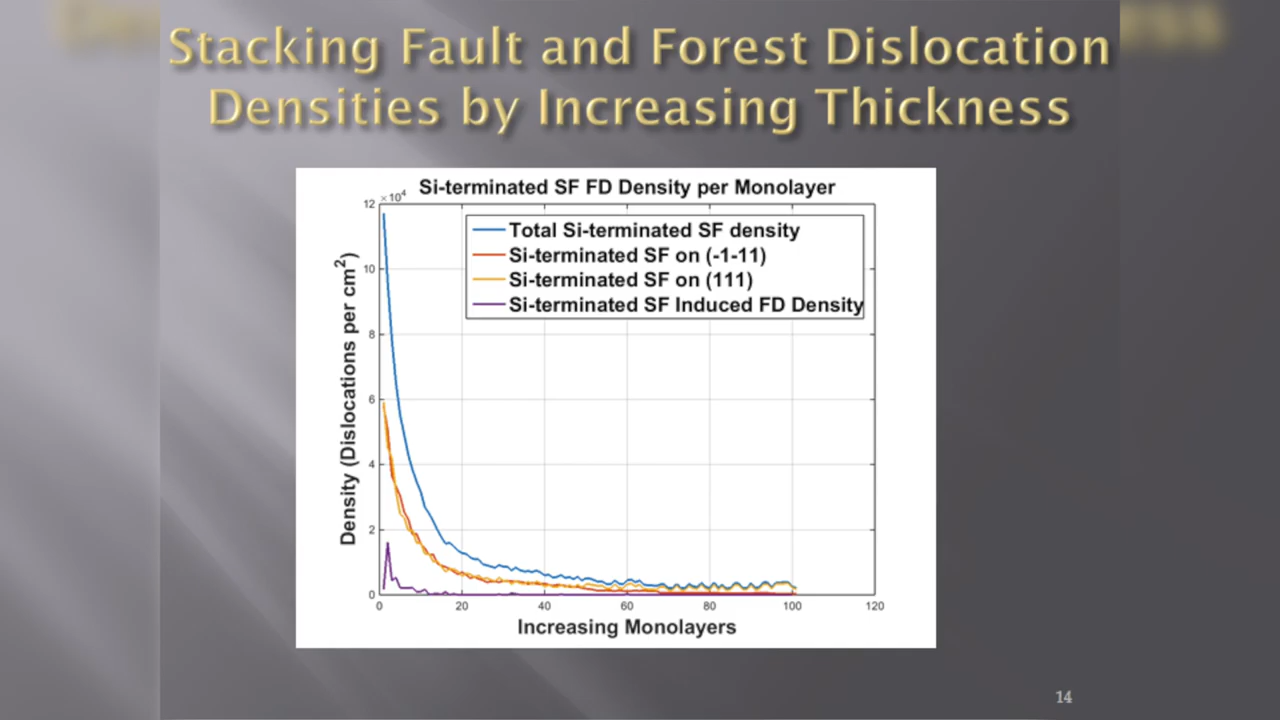 Stacking Fault and Forest Dislocation
Densities by Increasing Thickness
Si-terminated SF FD Density per Monolayer
×10⁴
12
10
8
6
4
2
0
Density (Dislocations per cm²)
Total Si-terminated SF density
Si-terminated SF on (-1-11)
Si-terminated SF on (111)
Si-terminated SF Induced FD Density
0 20 40 60 80 100 120
Increasing Monolayers
14